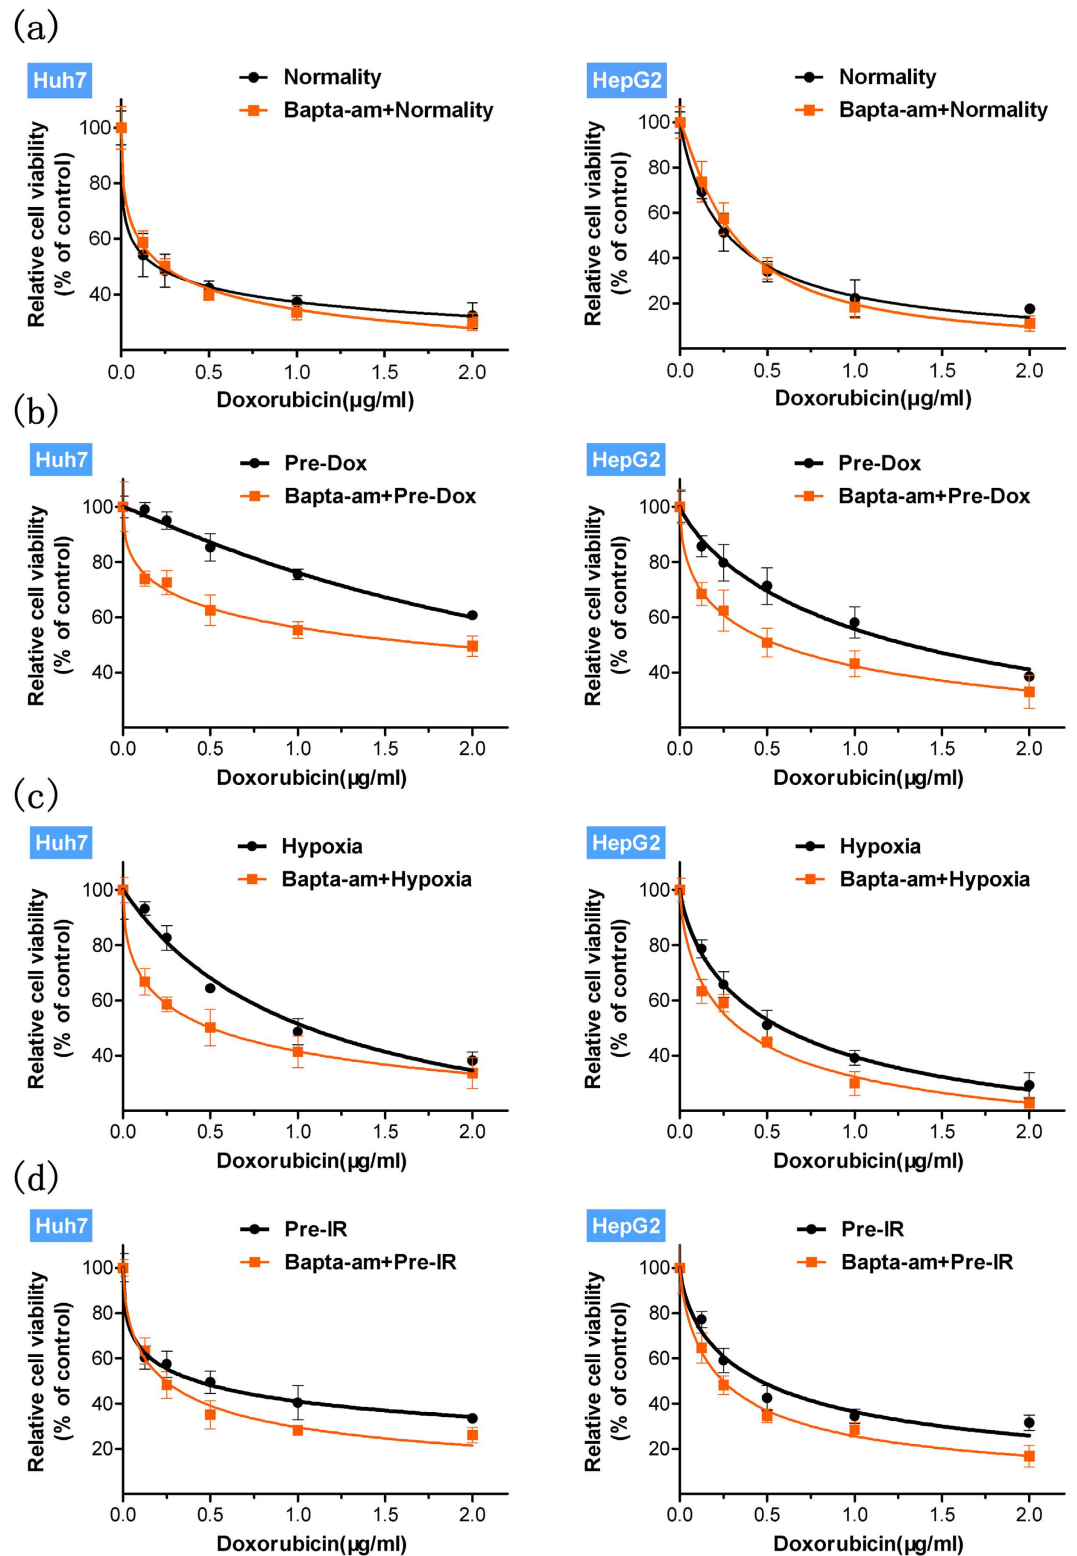 (a)
Huh7
Normality
Bapta-am+Normality
Relative cell viability
(% of control)
100
80
60
40
0.0 0.5 1.0 1.5 2.0
Doxorubicin(μg/ml)
HepG2
Normality
Bapta-am+Normality
Relative cell viability
(% of control)
100
80
60
40
20
0.0 0.5 1.0 1.5 2.0
Doxorubicin(μg/ml)
(b)
Huh7
Pre-Dox
Bapta-am+Pre-Dox
Relative cell viability
(% of control)
100
80
60
40
0.0 0.5 1.0 1.5 2.0
Doxorubicin(μg/ml)
HepG2
Pre-Dox
Bapta-am+Pre-Dox
Relative cell viability
(% of control)
100
80
60
40
0.0 0.5 1.0 1.5 2.0
Doxorubicin(μg/ml)
(c)
Huh7
Hypoxia
Bapta-am+Hypoxia
Relative cell viability
(% of control)
100
80
60
40
0.0 0.5 1.0 1.5 2.0
Doxorubicin(μg/ml)
HepG2
Hypoxia
Bapta-am+Hypoxia
Relative cell viability
(% of control)
100
80
60
40
0.0 0.5 1.0 1.5 2.0
Doxorubicin(μg/ml)
(d)
Huh7
Pre-IR
Bapta-am+Pre-IR
Relative cell viability
(% of control)
100
80
60
40
20
0.0 0.5 1.0 1.5 2.0
Doxorubicin(μg/ml)
HepG2
Pre-IR
Bapta-am+Pre-IR
Relative cell viability
(% of control)
100
80
60
40
20
0.0 0.5 1.0 1.5 2.0
Doxorubicin(μg/ml)